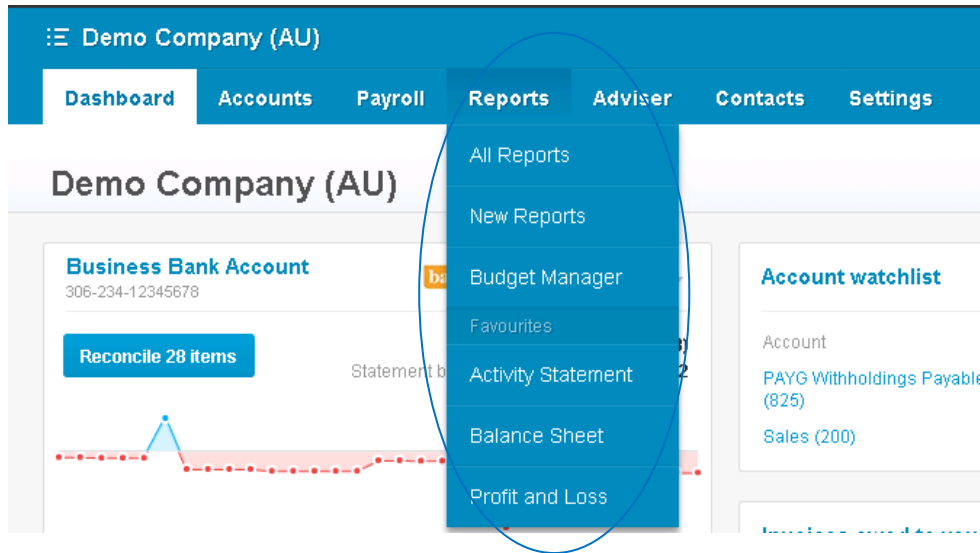 Demo Company (AU)
Dashboard Accounts Payroll Reports Adviser Contacts Settings
All Reports
New Reports
Budget Manager
Favourites
Activity Statement
Balance Sheet
Profit and Loss
Demo Company (AU)
Business Bank Account
306-234-12345678
Reconcile 28 items
Statement
Account watchlist
Account
PAYG Withholdings Payable
(825)
Sales (200)